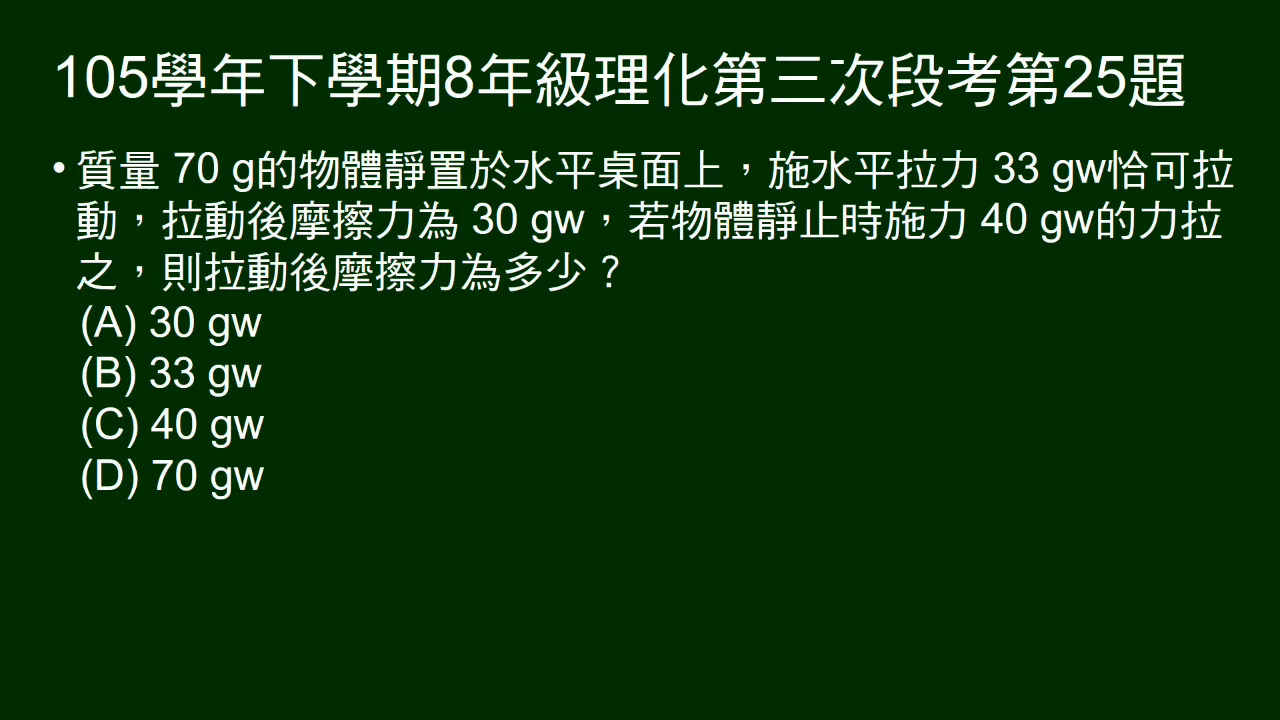 105學年下學期8年級理化第三次段考第25題
• 質量 70 g的物體靜置於水平桌面上，施水平拉力 33 gw恰可拉
動，拉動後摩擦力為 30 gw，若物體靜止時施力 40 gw的力拉
之，則拉動後摩擦力為多少？
(A) 30 gw
(B) 33 gw
(C) 40 gw
(D) 70 gw